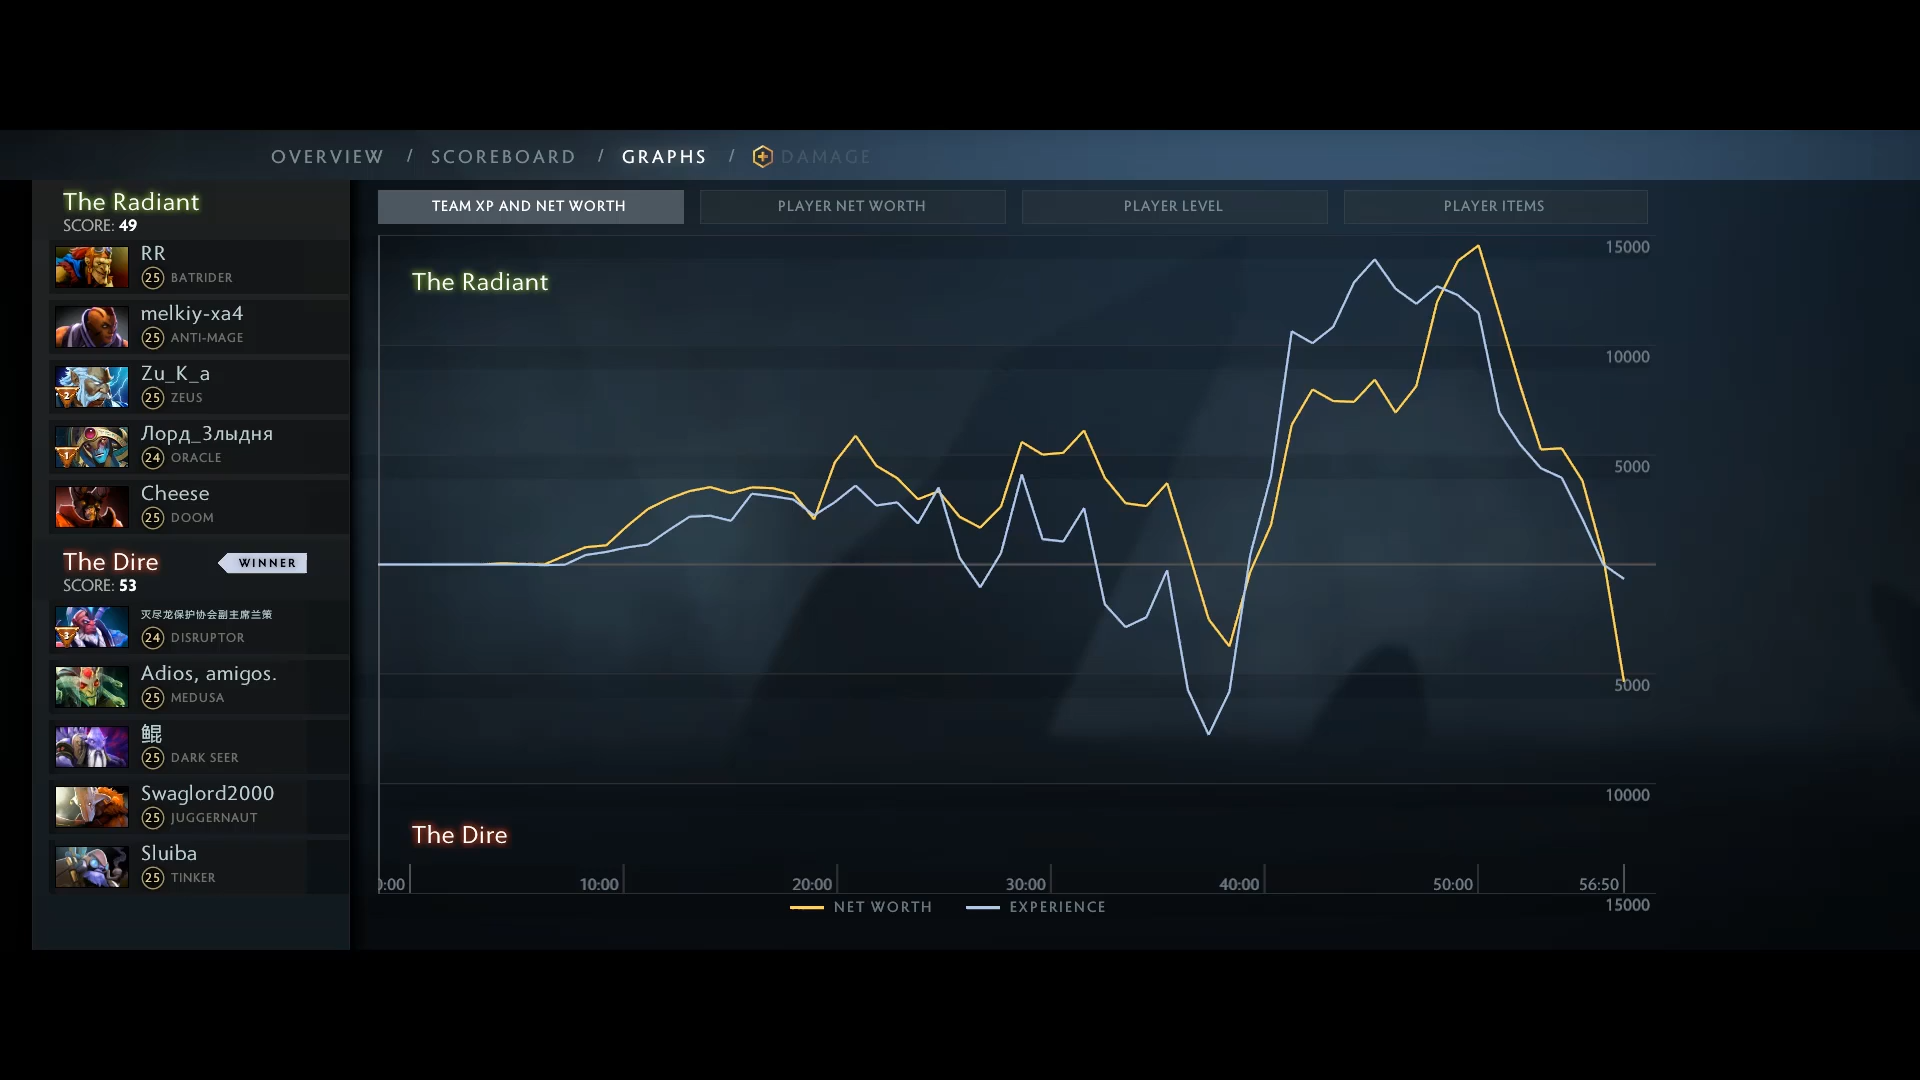 OVERVIEW / SCOREBOARD / GRAPHS / DAMAGE
The Radiant
SCORE: 49
RR
25 BATRIDER
melkiy-xa4
25 ANTI-MAGE
Zu_K_a
2 25 ZEUS
Лорд_Злыдня
1 24 ORACLE
Cheese
25 DOOM
The Dire WINNER
SCORE: 53
灭尽龙保护协会副主席兰策
3 24 DISRUPTOR
Adios, amigos.
25 MEDUSA
鲲
25 DARK SEER
Swaglord2000
25 JUGGERNAUT
Sluiba
25 TINKER
TEAM XP AND NET WORTH PLAYER NET WORTH PLAYER LEVEL PLAYER ITEMS
15000
The Radiant
10000
5000
5000
10000
The Dire
0:00 10:00 20:00 30:00 40:00 50:00 56:50
15000
NET WORTH EXPERIENCE